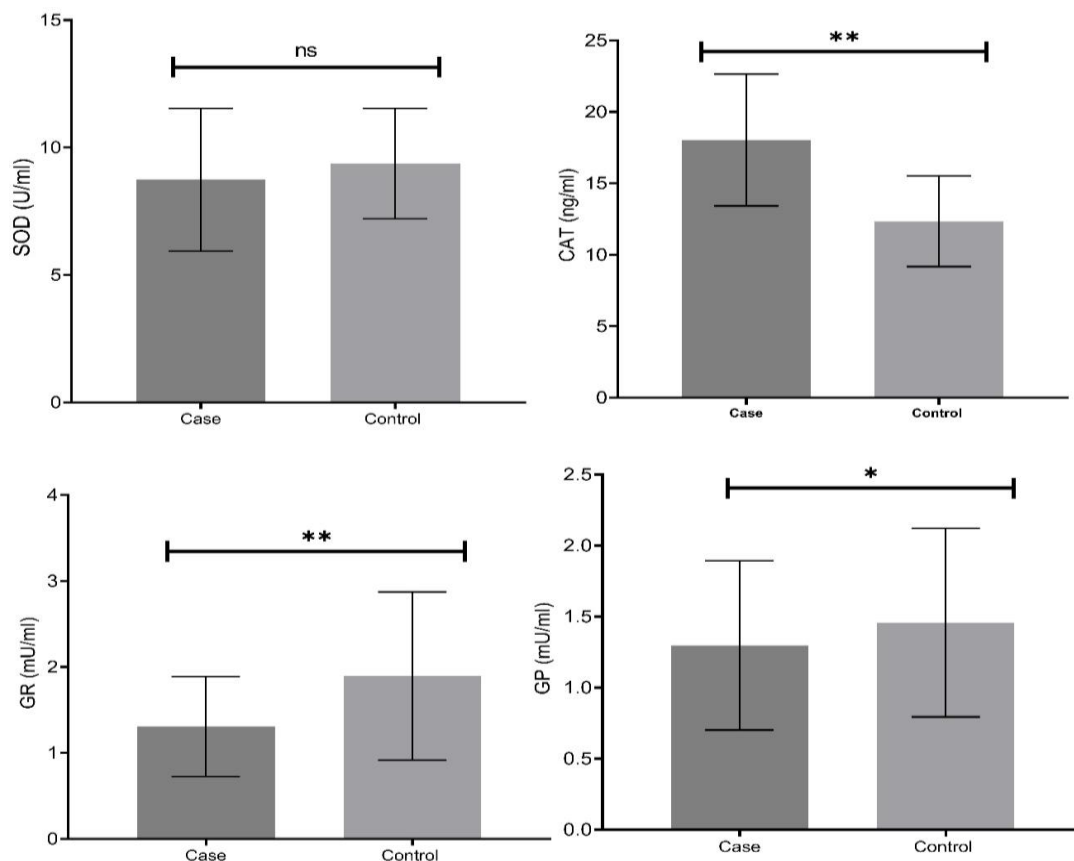 15
ns
10
SOD (U/ml)
5
0
Case Control
25
**
20
15
CAT (ng/ml)
10
5
0
Case Control
4
**
3
2
GR (mU/ml)
1
0
Case Control
2.5
*
2.0
1.5
GP (mU/ml)
1.0
0.5
0.0
Case Control